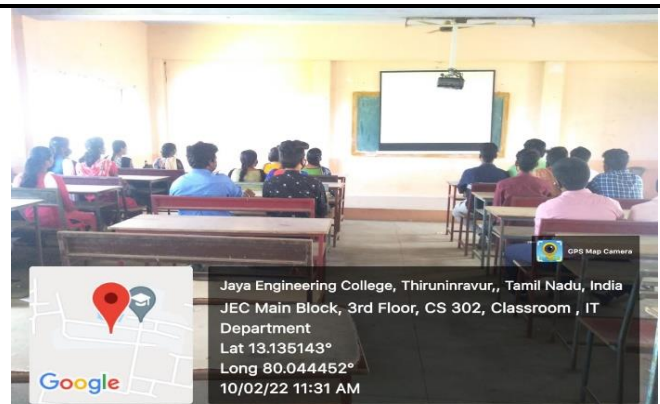 GPS Map Camera
Jaya Engineering College, Thiruninravur,, Tamil Nadu, India
JEC Main Block, 3rd Floor, CS 302, Classroom , IT
Department
Lat 13.135143°
Long 80.044452°
10/02/22 11:31 AM
Google